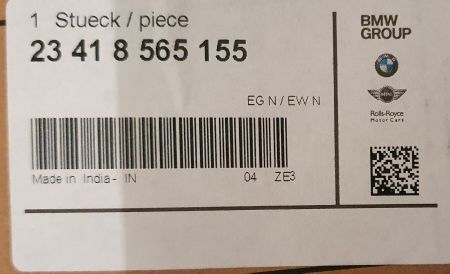 1 Stueck / piece
23 41 8 565 155
EG N / EW N
Made in India - IN 04 ZE3
BMW
GROUP
MINI
Rolls-Royce
Motor Cars